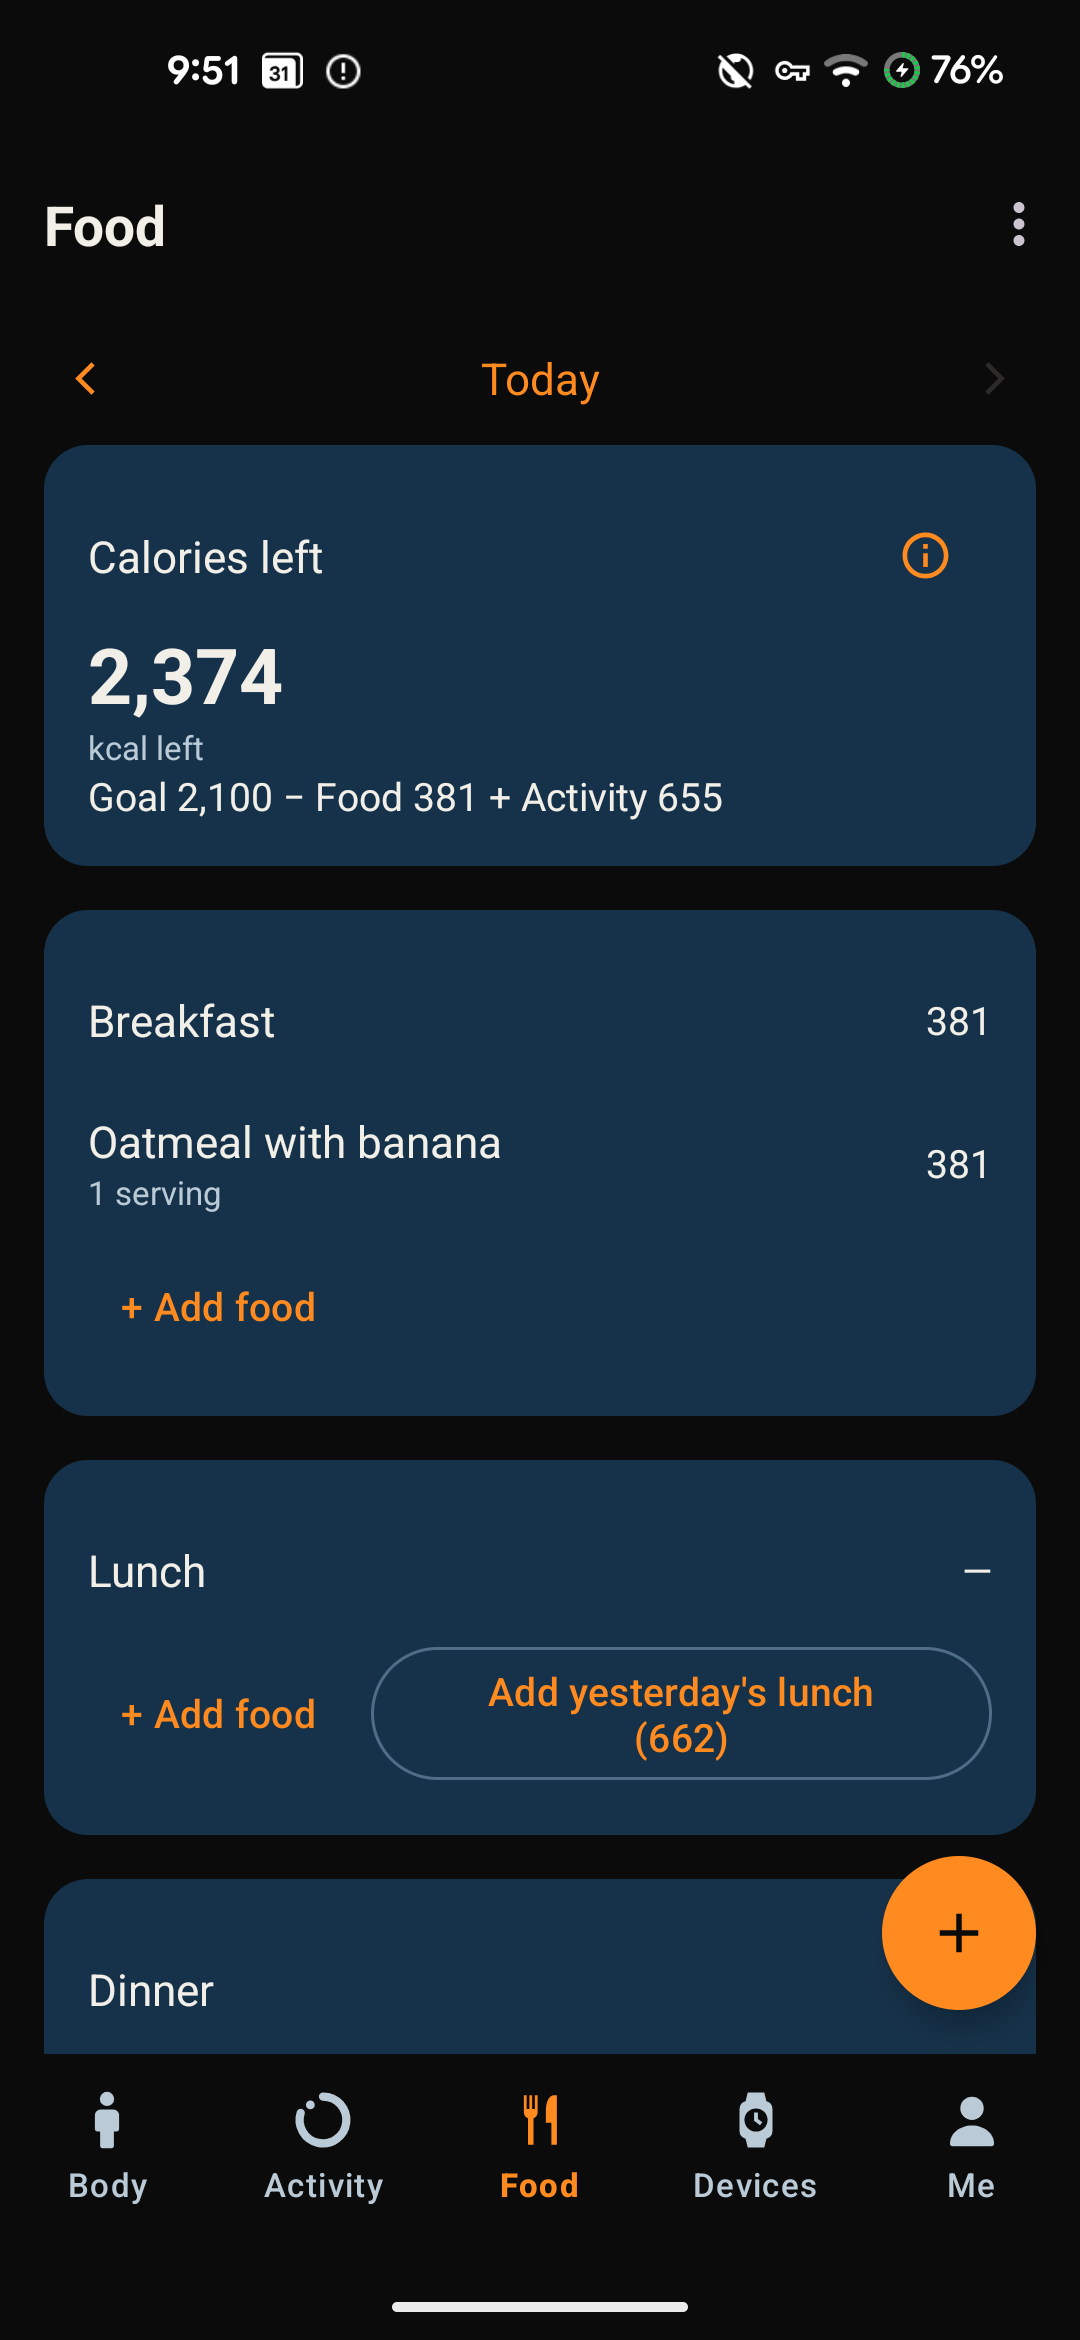 9:51 31 76%
Food
Today
Calories left
2,374
kcal left
Goal 2,100 − Food 381 + Activity 655
Breakfast 381
Oatmeal with banana 381
1 serving
+ Add food
Lunch —
+ Add food
Add yesterday's lunch
(662)
Dinner
Body Activity Food Devices Me